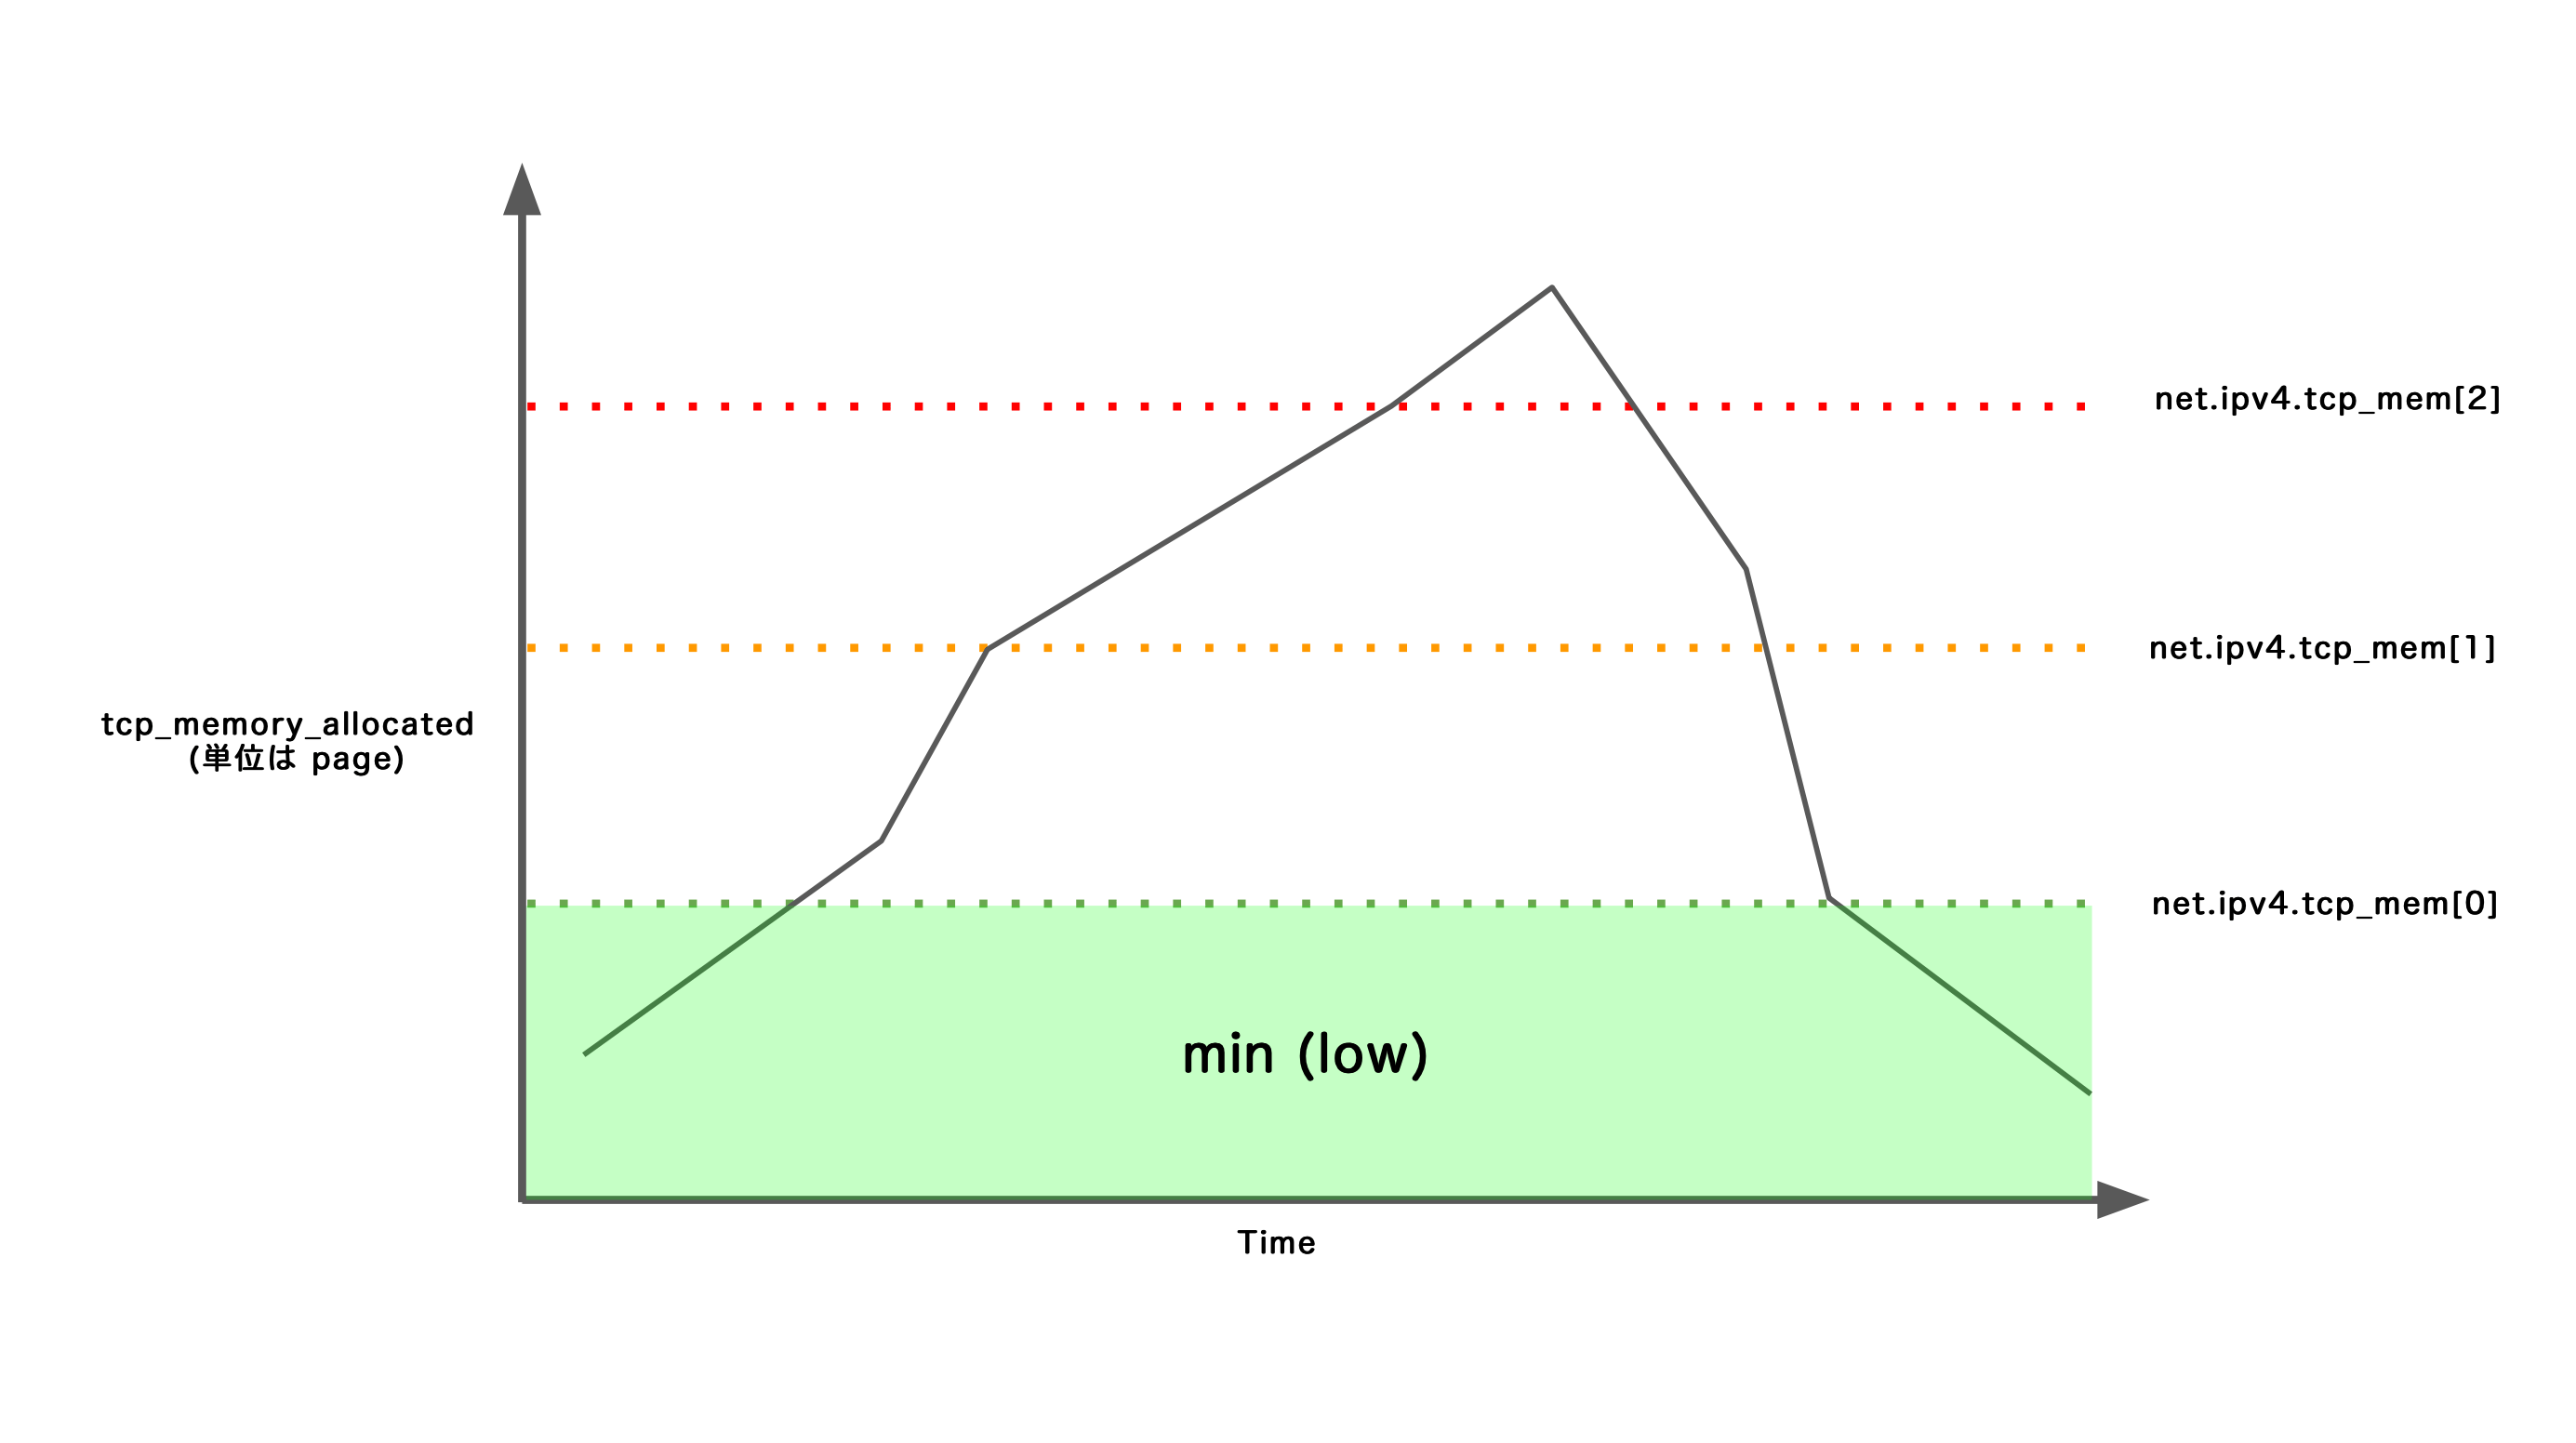 net.ipv4.tcp_mem[2]
net.ipv4.tcp_mem[1]
tcp_memory_allocated
(単位は page)
net.ipv4.tcp_mem[0]
min (low)
Time